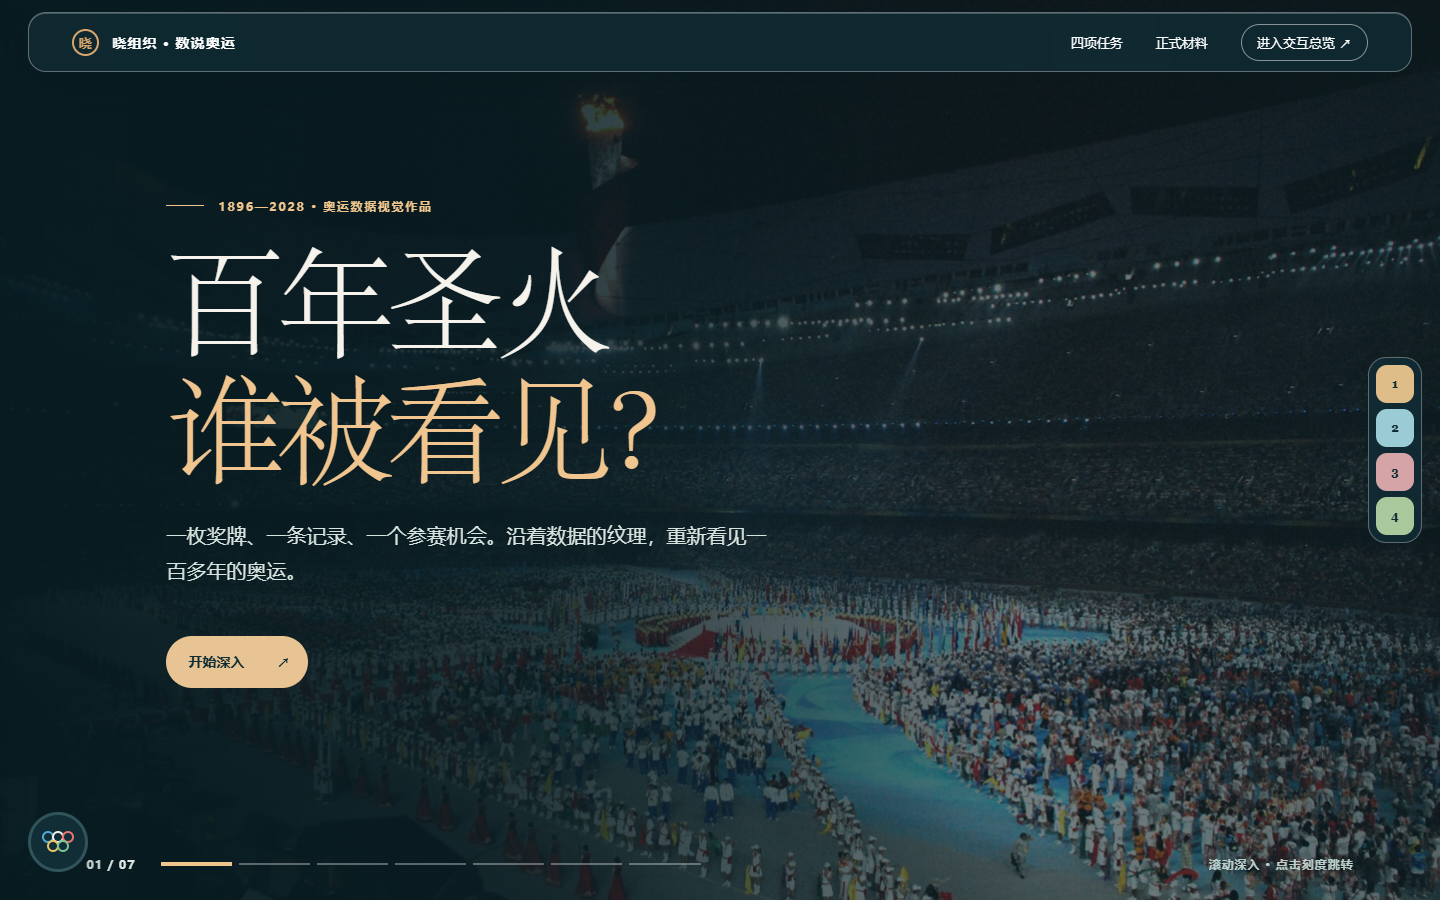 晓 晓组织 • 数说奥运 四项任务 正式材料 进入交互总览 ↗
1896—2028 • 奥运数据视觉作品
百年圣火
谁被看见?
一枚奖牌、一条记录、一个参赛机会。沿着数据的纹理，重新看见一
百多年的奥运。
开始深入 ↗
1
2
3
4
01 / 07
滚动深入 • 点击刻度跳转